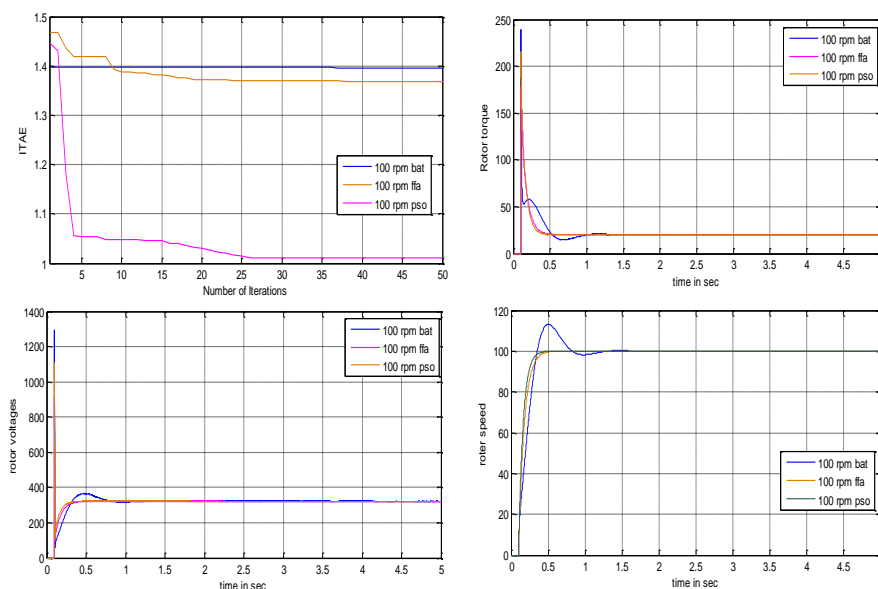 1.5
1.4
1.3
1.2
1.1
1
ITAE
5 10 15 20 25 30 35 40 45 50
Number of Iterations
100 rpm bat
100 rpm ffa
100 rpm pso
250
200
150
100
50
0
Rotor torque
0 0.5 1 1.5 2 2.5 3 3.5 4 4.5
time in sec
100 rpm bat
100 rpm ffa
100 rpm pso
1400
1200
1000
800
600
400
200
0
rotor voltages
0 0.5 1 1.5 2 2.5 3 3.5 4 4.5 5
time in sec
100 rpm bat
100 rpm ffa
100 rpm pso
120
100
80
60
40
20
0
roter speed
0 0.5 1 1.5 2 2.5 3 3.5 4 4.5
time in sec
100 rpm bat
100 rpm ffa
100 rpm pso